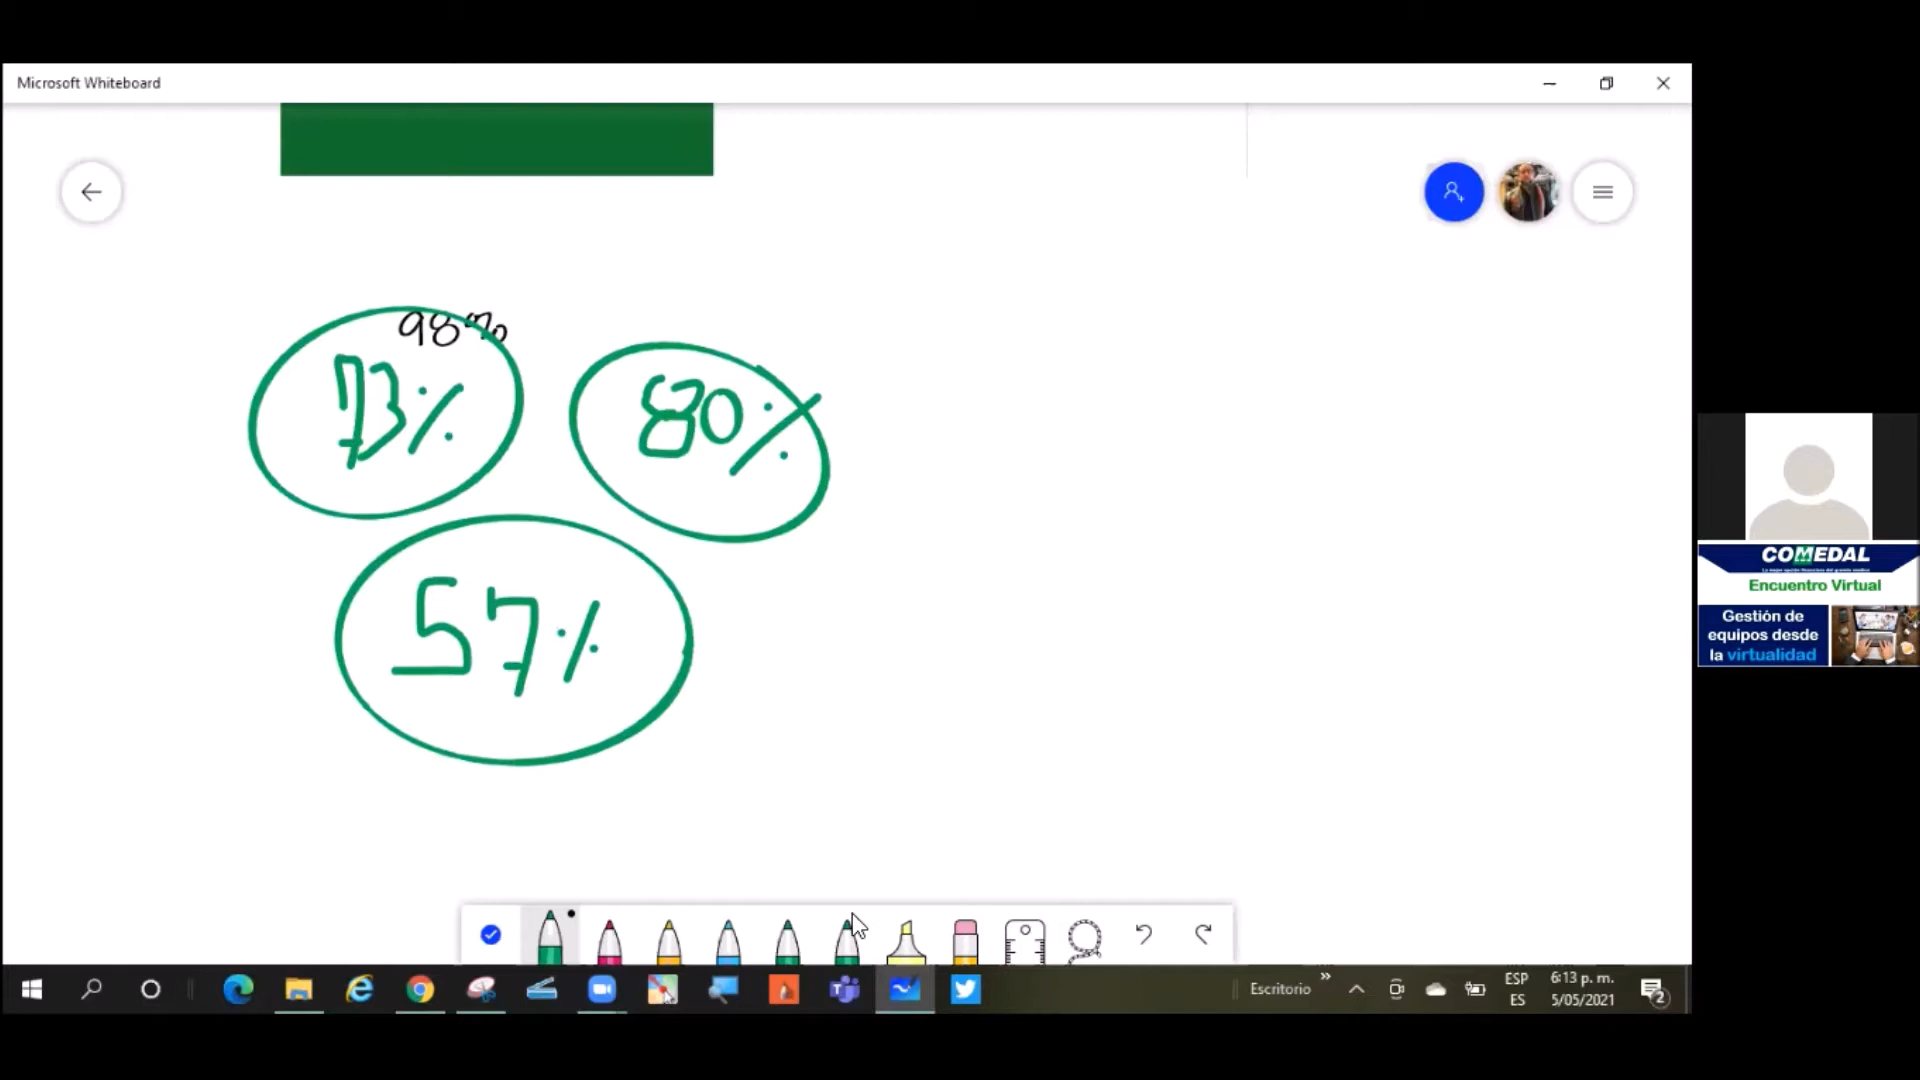 Microsoft Whiteboard
98%
73%
80%
57%
COMEDAL
Encuentro Virtual
Gestión de
equipos desde
la virtualidad
Escritorio
ESP
ES
6:13 p. m.
5/05/2021
2